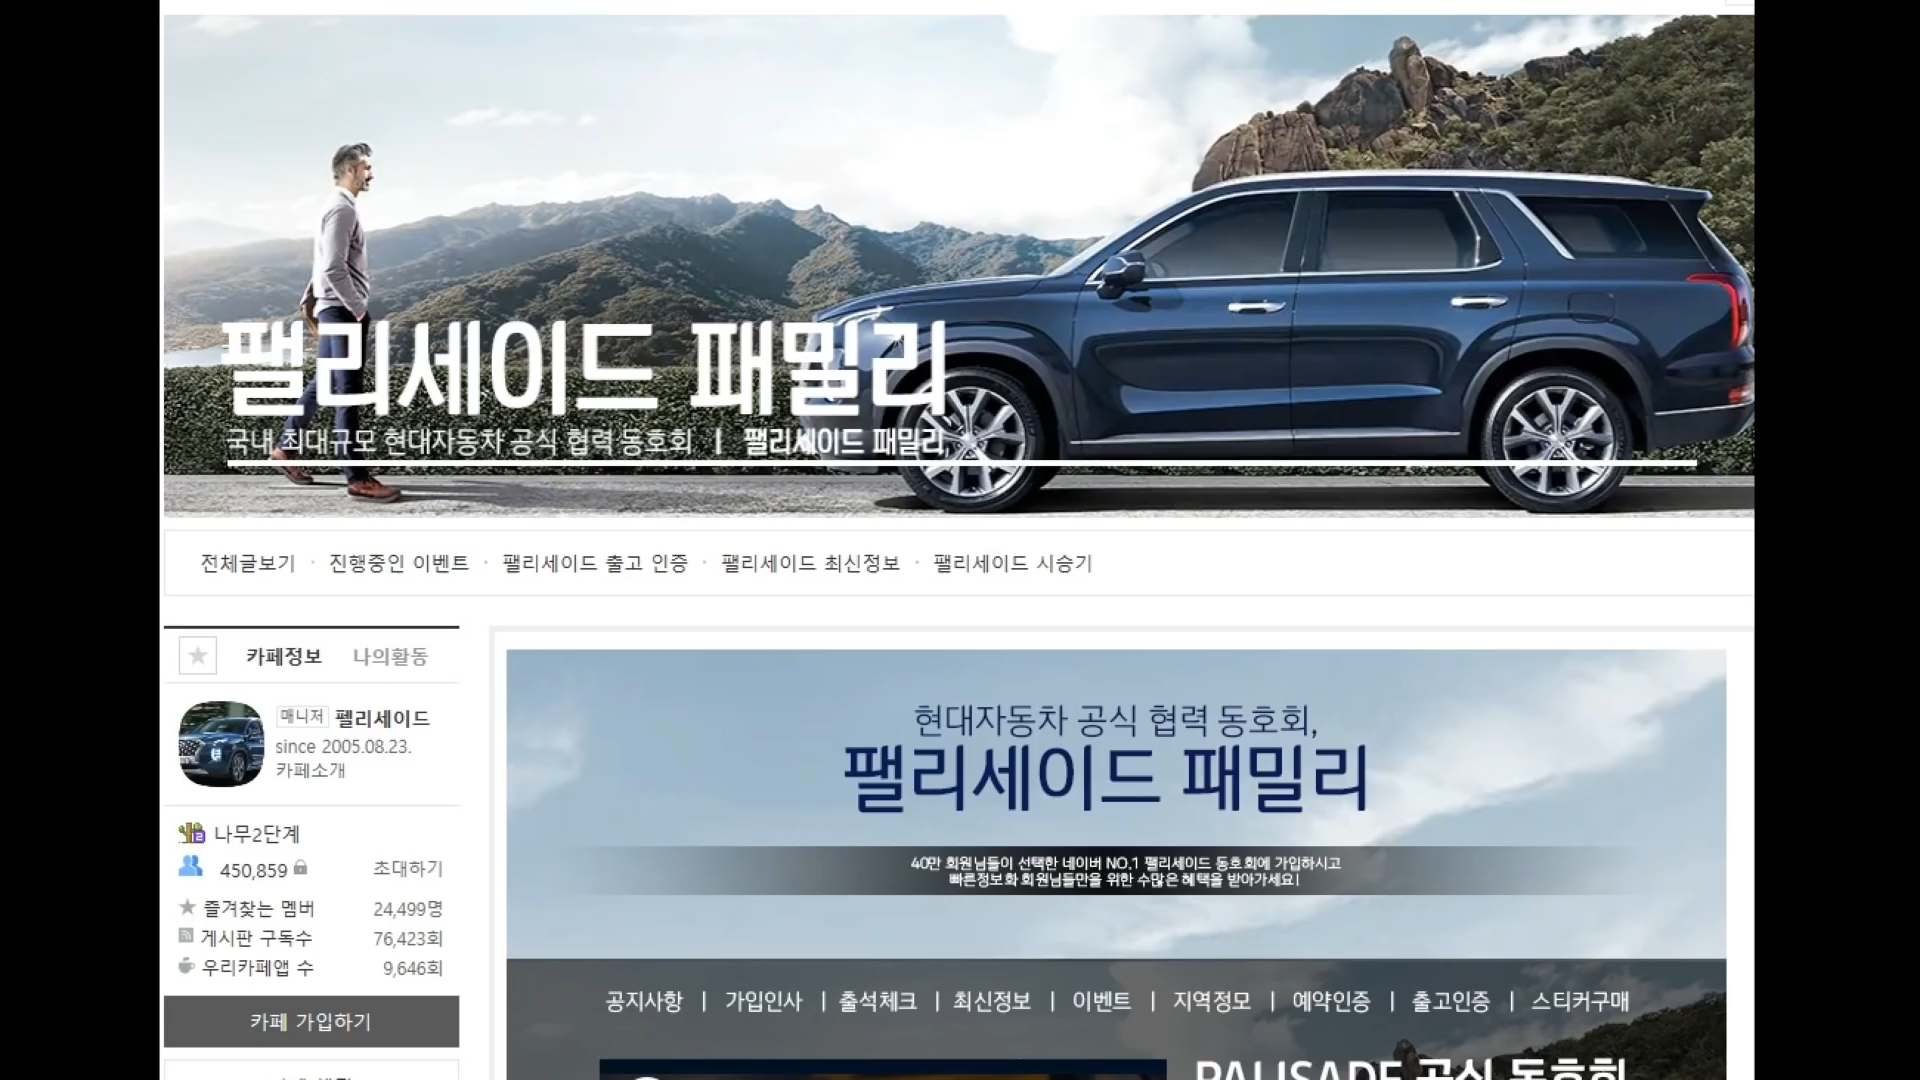 팰리세이드 패밀리
국내 최대규모 현대자동차 공식 협력 동호회 | 팰리세이드 패밀리
전체글보기 · 진행중인 이벤트 · 팰리세이드 출고 인증 · 팰리세이드 최신정보 · 팰리세이드 시승기
카페정보 나의활동
매니저 펠리세이드
since 2005.08.23.
카페소개
나무2단계
450,859 초대하기
즐겨찾는 멤버 24,499명
게시판 구독수 76,423회
우리카페앱 수 9,646회
카페 가입하기
현대자동차 공식 협력 동호회,
팰리세이드 패밀리
40만 회원님들이 선택한 네이버 NO.1 팰리세이드 동호회에 가입하시고
빠른정보화 회원님들만을 위한 수많은 혜택을 받아가세요!
공지사항 | 가입인사 | 출석체크 | 최신정보 | 이벤트 | 지역정모 | 예약인증 | 출고인증 | 스티커구매
PALISADE 공식 동호회